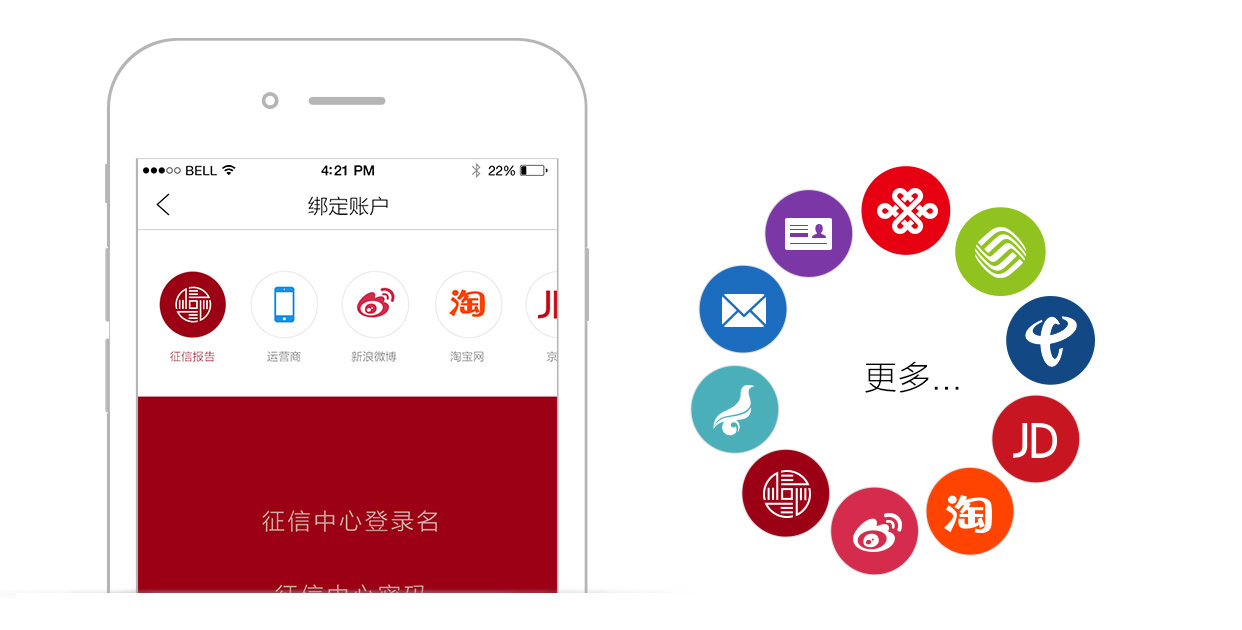 BELL 4:21 PM 22%
绑定账户
征信报告 运营商 新浪微博 淘宝网 京
淘 JD
征信中心登录名
征信中心密码
更多...
JD
淘